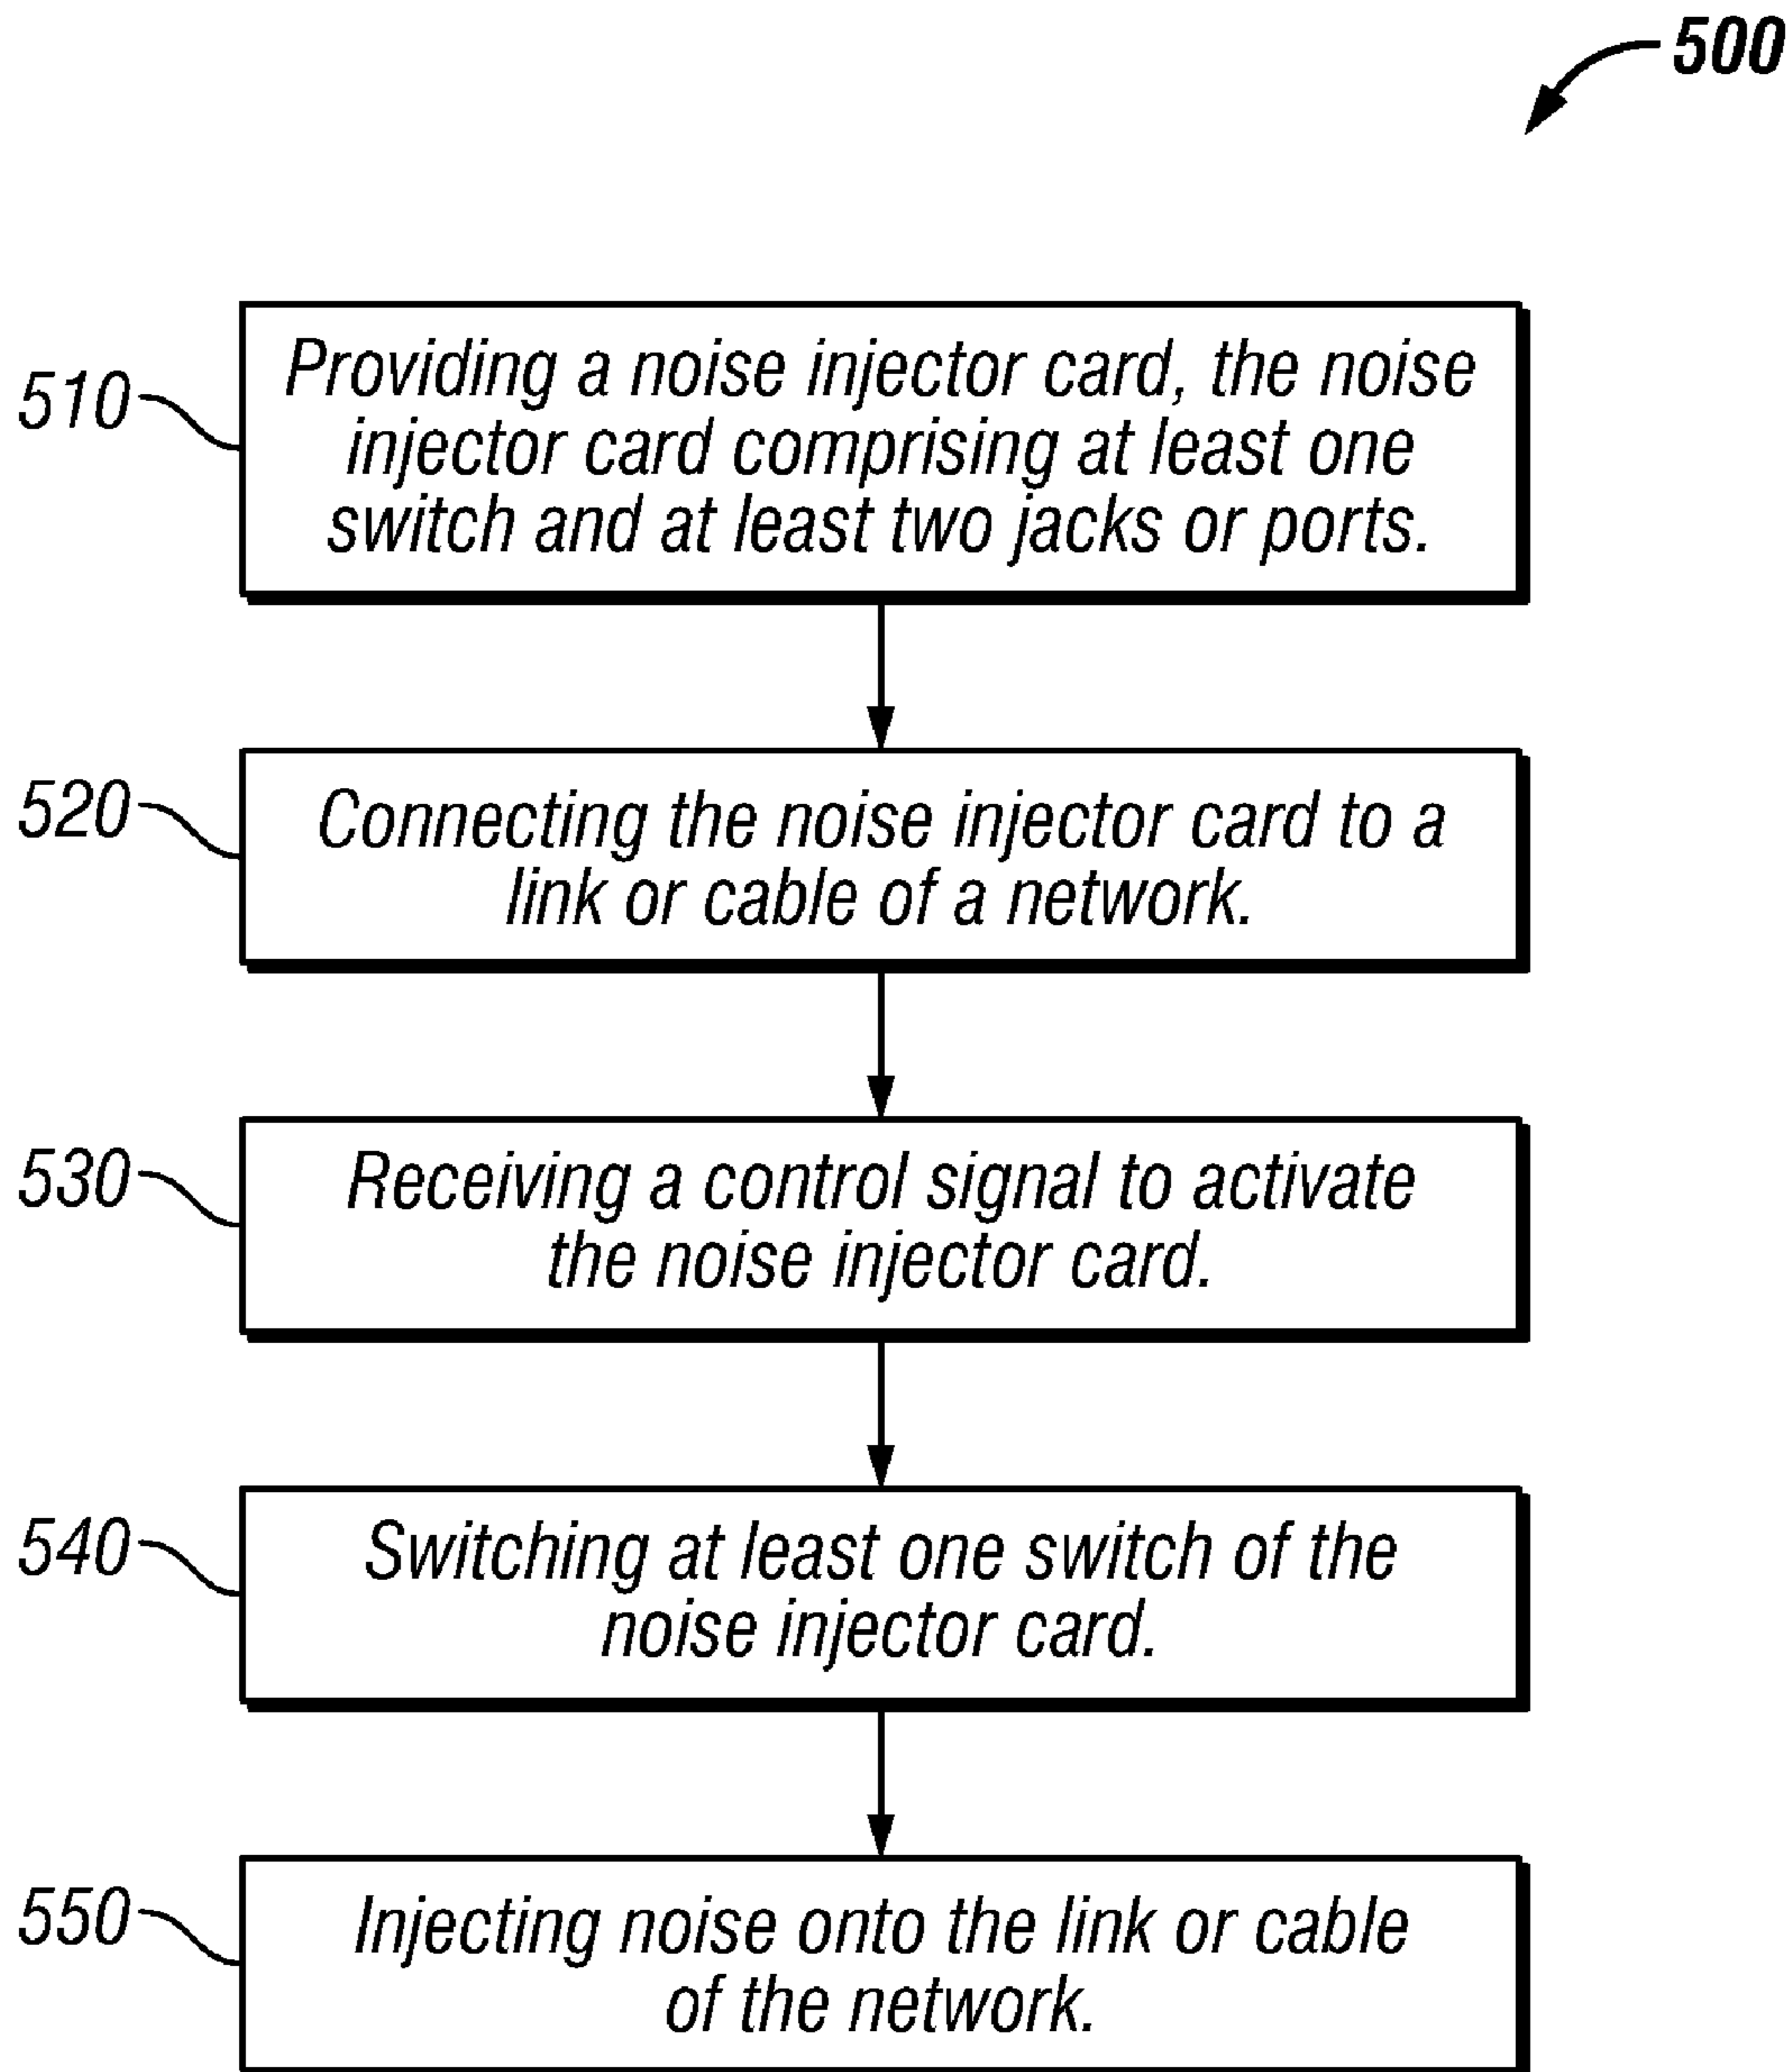 500
510
Providing a noise injector card, the noise
injector card comprising at least one
switch and at least two jacks or ports.
520
Connecting the noise injector card to a
link or cable of a network.
530
Receiving a control signal to activate
the noise injector card.
540
Switching at least one switch of the
noise injector card.
550
Injecting noise onto the link or cable
of the network.